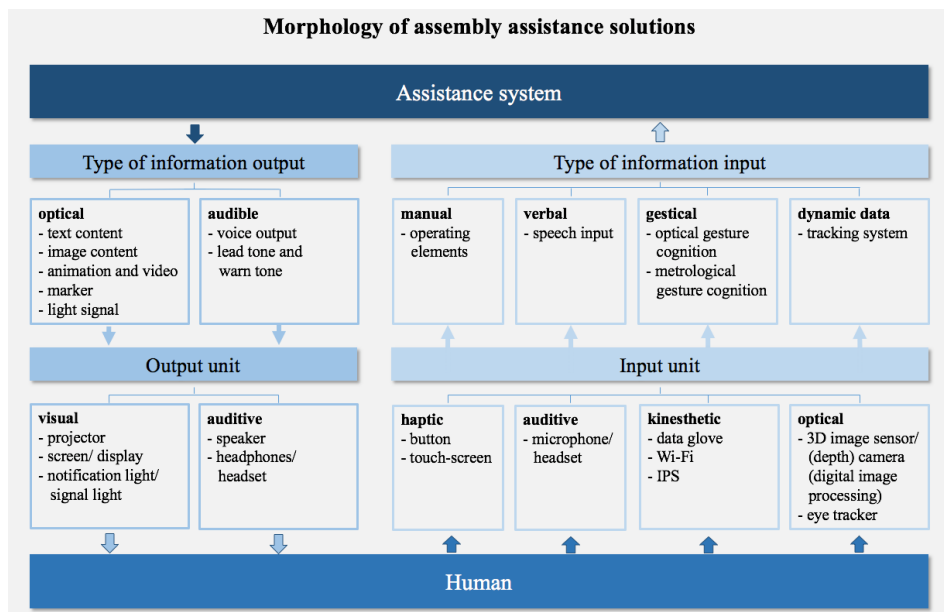 Morphology of assembly assistance solutions
Assistance system
Type of information output
Type of information input
optical
- text content
- image content
- animation and video
- marker
- light signal
audible
- voice output
- lead tone and
warn tone
manual
- operating
elements
verbal
- speech input
gestical
- optical gesture
cognition
- metrological
gesture cognition
dynamic data
- tracking system
Output unit
Input unit
visual
- projector
- screen/ display
- notification light/
signal light
auditive
- speaker
- headphones/
headset
haptic
- button
- touch-screen
auditive
- microphone/
headset
kinesthetic
- data glove
- Wi-Fi
- IPS
optical
- 3D image sensor/
(depth) camera
(digital image
processing)
- eye tracker
Human